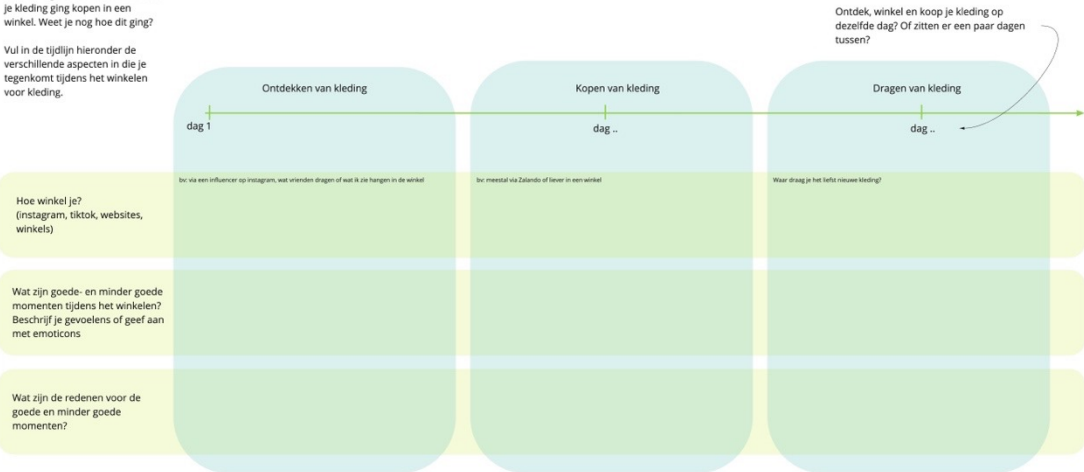 je kleding ging kopen in een
winkel. Weet je nog hoe dit ging?
Vul in de tijdlijn hieronder de
verschillende aspecten in die je
tegenkomt tijdens het winkelen
voor kleding.
Ontdek, winkel en koop je kleding op
dezelfde dag? Of zitten er een paar dagen
tussen?
Ontdekken van kleding
Kopen van kleding
Dragen van kleding
dag 1
dag ..
dag ..
bv: via een influencer op instagram, wat vrienden dragen of wat ik zie hangen in de winkel
bv: meestal via Zalando of liever in een winkel
Waar draag je het liefst nieuwe kleding?
Hoe winkel je?
(instagram, tiktok, websites,
winkels)
Wat zijn goede- en minder goede
momenten tijdens het winkelen?
Beschrijf je gevoelens of geef aan
met emoticons
Wat zijn de redenen voor de
goede en minder goede
momenten?